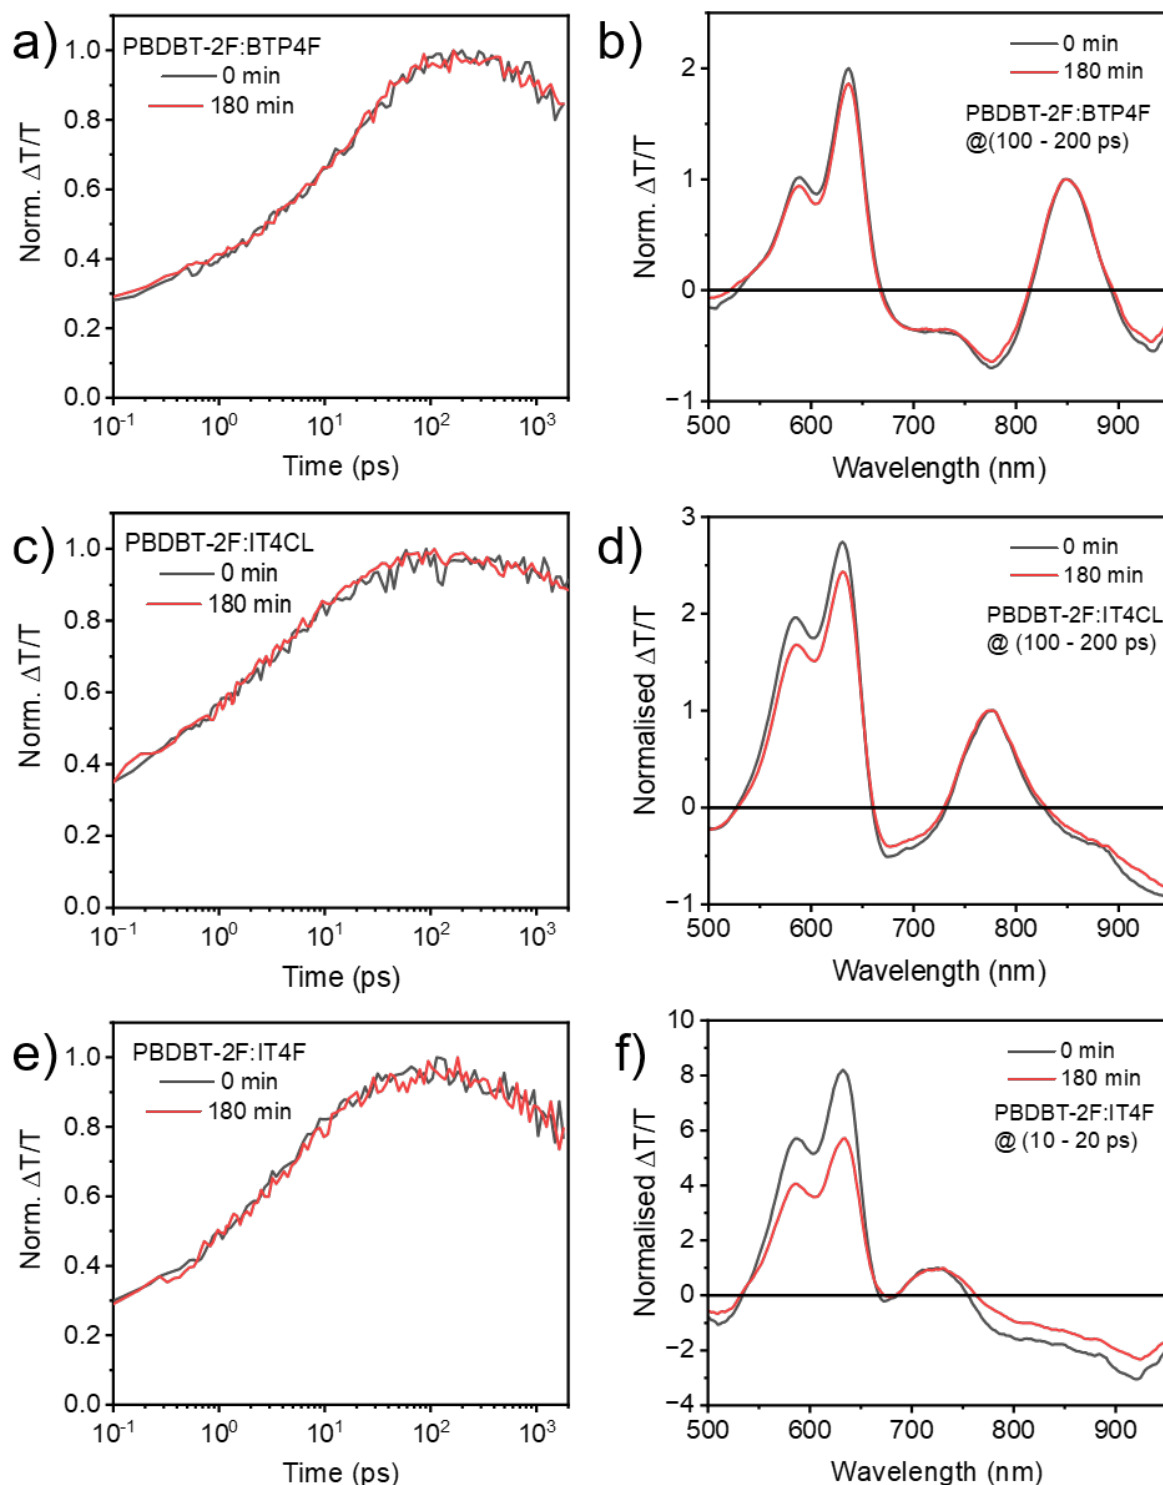 a)
PBDBT-2F:BTP4F
0 min
180 min
Norm. ΔT/T
1.0
0.8
0.6
0.4
0.2
0.0
10⁻¹ 10⁰ 10¹ 10² 10³
Time (ps)
b)
0 min
180 min
PBDBT-2F:BTP4F
@(100 - 200 ps)
Norm. ΔT/T
2
1
0
−1
500 600 700 800 900
Wavelength (nm)
c)
PBDBT-2F:IT4CL
0 min
180 min
Norm. ΔT/T
1.0
0.8
0.6
0.4
0.2
0.0
10⁻¹ 10⁰ 10¹ 10² 10³
Time (ps)
d)
0 min
180 min
PBDBT-2F:IT4CL
@ (100 - 200 ps)
Normalised ΔT/T
3
2
1
0
−1
500 600 700 800 900
Wavelength (nm)
e)
PBDBT-2F:IT4F
0 min
180 min
Norm. ΔT/T
1.0
0.8
0.6
0.4
0.2
0.0
10⁻¹ 10⁰ 10¹ 10² 10³
Time (ps)
f)
0 min
180 min
PBDBT-2F:IT4F
@ (10 - 20 ps)
Normalised ΔT/T
10
8
6
4
2
0
−2
−4
500 600 700 800 900
Wavelength (nm)